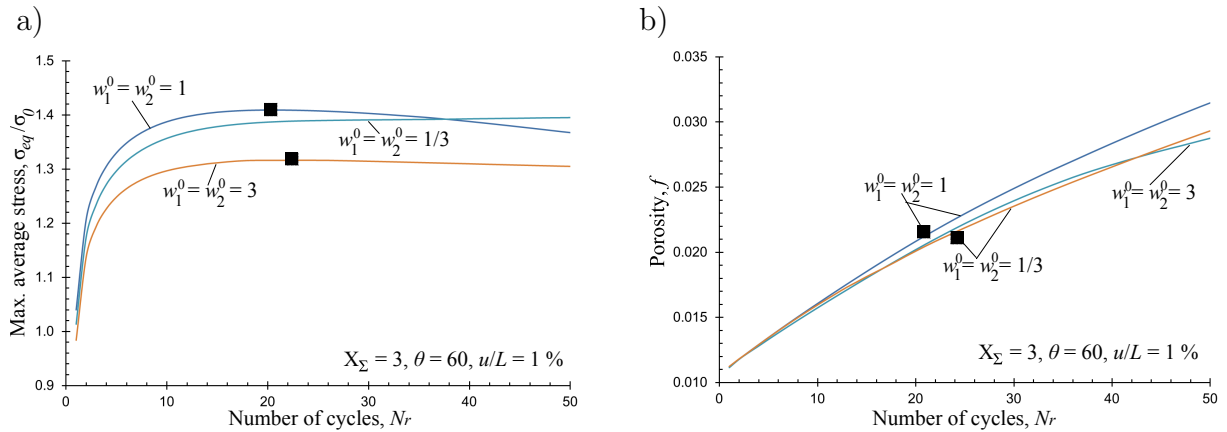 a)
Max. average stress, σ_eq/σ_0
1.5
1.4
1.3
1.2
1.1
1.0
0.9
w₁⁰ = w₂⁰ = 1
w₁⁰ = w₂⁰ = 1/3
w₁⁰ = w₂⁰ = 3
X_Σ = 3, θ = 60, u/L = 1 %
0 10 20 30 40 50
Number of cycles, Nr
b)
Porosity, f
0.035
0.030
0.025
0.020
0.015
0.010
w₁⁰ = w₂⁰ = 1
w₁⁰ = w₂⁰ = 3
w₁⁰ = w₂⁰ = 1/3
X_Σ = 3, θ = 60, u/L = 1 %
0 10 20 30 40 50
Number of cycles, Nr